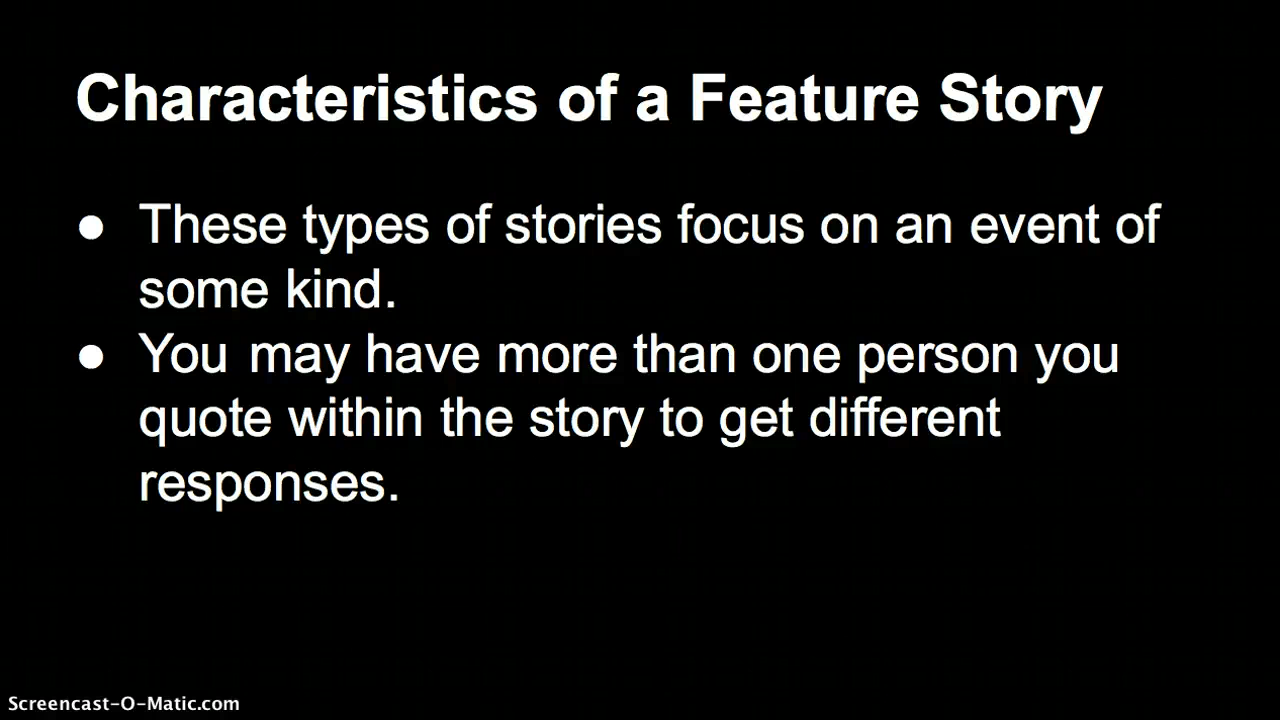 Characteristics of a Feature Story
● These types of stories focus on an event of
some kind.
● You may have more than one person you
quote within the story to get different
responses.
Screencast-O-Matic.com